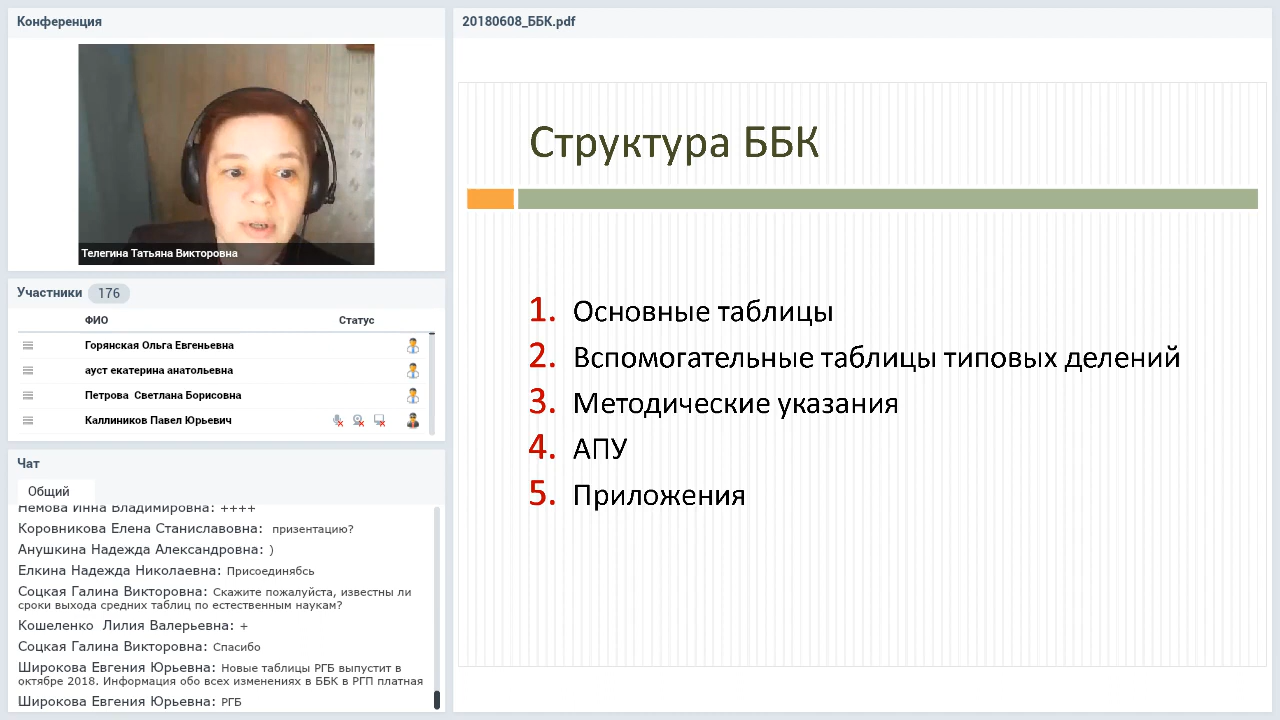 Конференция
Телегина Татьяна Викторовна
Участники 176
ФИО Статус
Горянская Ольга Евгеньевна
ауст екатерина анатольевна
Петрова Светлана Борисовна
Каллиников Павел Юрьевич
Чат
Общий
Немова Инна Владимировна: ++++
Коровникова Елена Станиславовна: призентацию?
Анушкина Надежда Александровна: )
Елкина Надежда Николаевна: Присоединябсь
Соцкая Галина Викторовна: Скажите пожалуйста, известны ли
сроки выхода средних таблиц по естественным наукам?
Кошеленко Лилия Валерьевна: +
Соцкая Галина Викторовна: Спасибо
Широкова Евгения Юрьевна: Новые таблицы РГБ выпустит в
октябре 2018. Информация обо всех изменениях в ББК в РГП платная
Широкова Евгения Юрьевна: РГБ
20180608_ББК.pdf
Структура ББК
1. Основные таблицы
2. Вспомогательные таблицы типовых делений
3. Методические указания
4. АПУ
5. Приложения